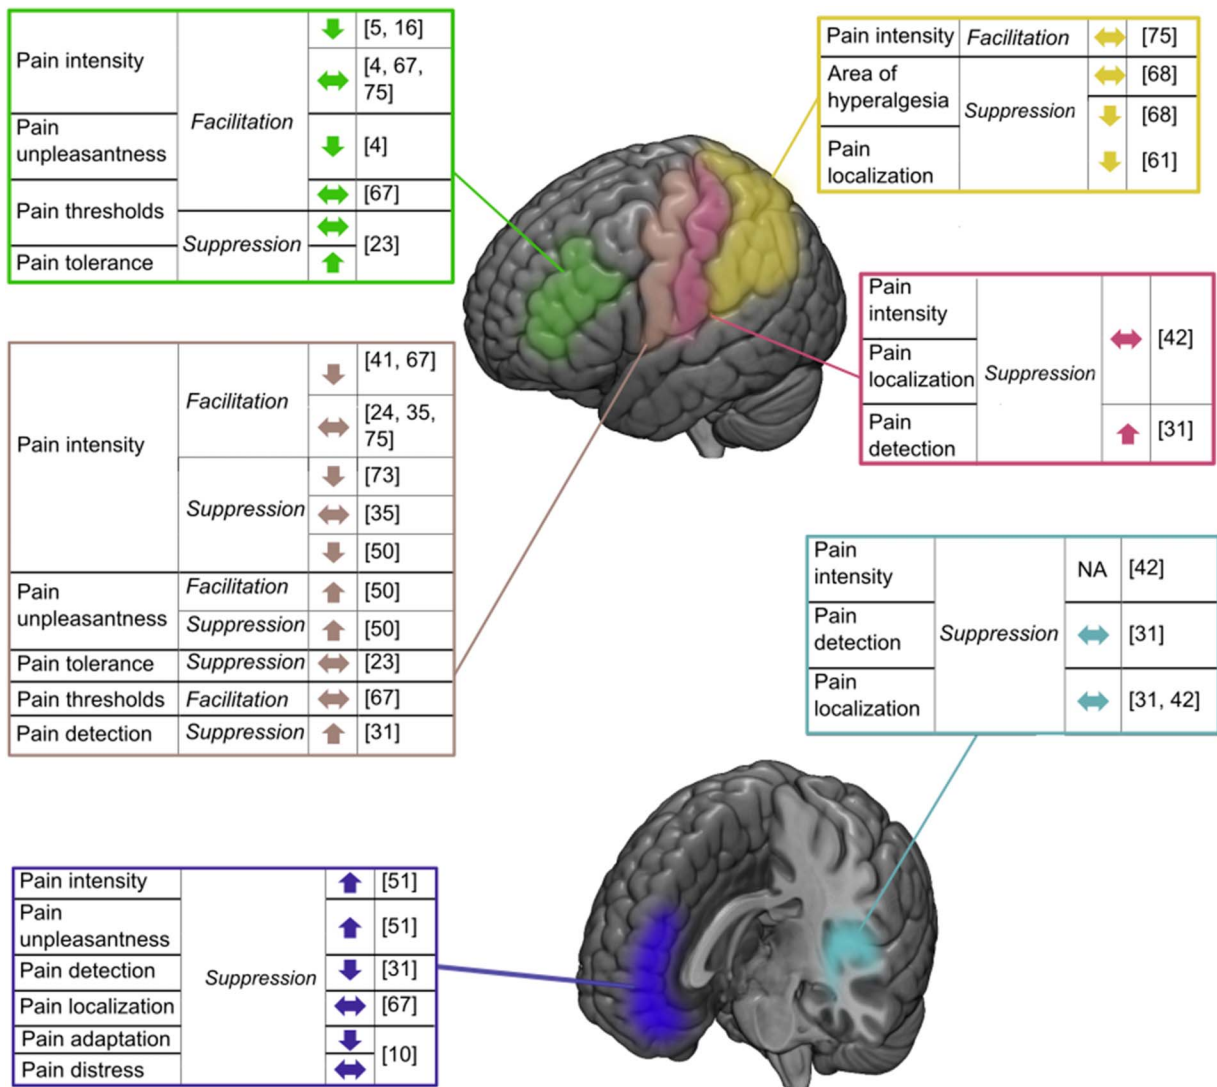 Pain intensity
Facilitation
[5, 16]
[4, 67,
75]
Pain
unpleasantness
[4]
Pain thresholds
[67]
Suppression
[23]
Pain tolerance
Pain intensity
Facilitation
[75]
Area of
hyperalgesia
Suppression
[68]
[68]
Pain
localization
[61]
Pain
intensity
Suppression
[42]
Pain
localization
Pain
detection
[31]
Pain intensity
Facilitation
[41, 67]
[24, 35,
75]
Suppression
[73]
[35]
[50]
Pain
unpleasantness
Facilitation
[50]
Suppression
[50]
Pain tolerance
Suppression
[23]
Pain thresholds
Facilitation
[67]
Pain detection
Suppression
[31]
Pain
intensity
Suppression
NA
[42]
Pain
detection
[31]
Pain
localization
[31, 42]
Pain intensity
Suppression
[51]
Pain
unpleasantness
[51]
Pain detection
[31]
Pain localization
[67]
Pain adaptation
[10]
Pain distress